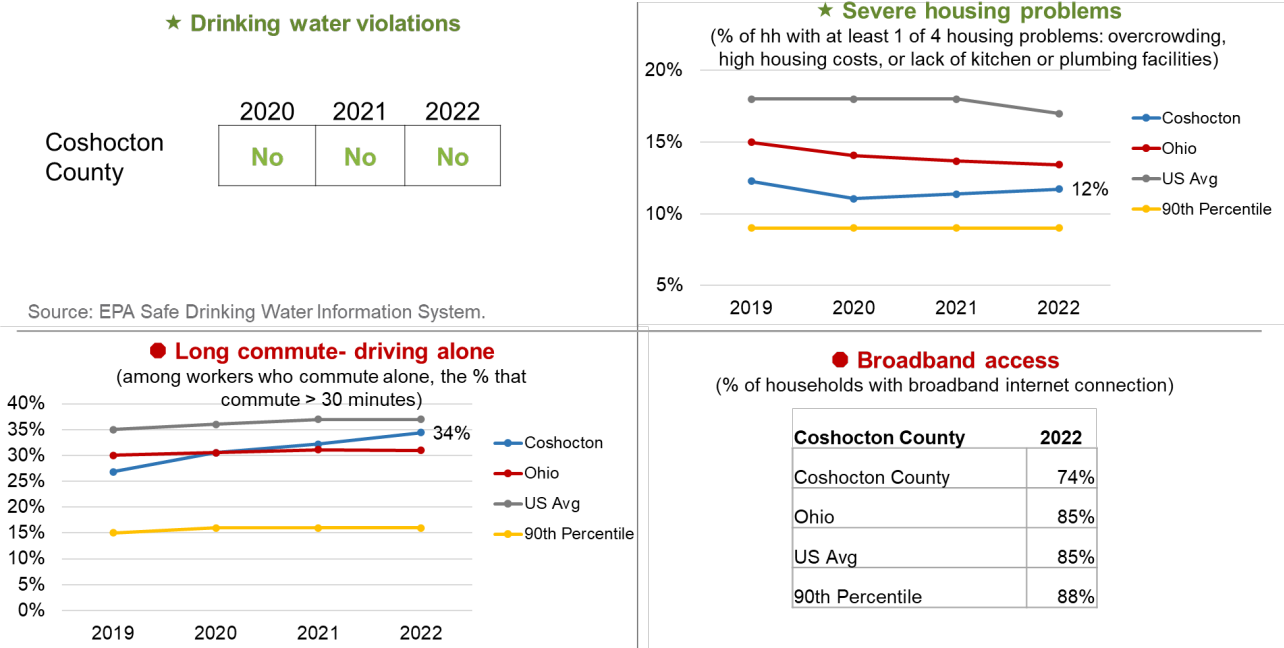 ★ Drinking water violations
2020 2021 2022
Coshocton
County
No No No
Source: EPA Safe Drinking Water Information System.
★ Severe housing problems
(% of hh with at least 1 of 4 housing problems: overcrowding,
high housing costs, or lack of kitchen or plumbing facilities)
20%
15%
10%
5%
12%
2019 2020 2021 2022
Coshocton
Ohio
US Avg
90th Percentile
Long commute- driving alone
(among workers who commute alone, the % that
commute > 30 minutes)
40%
35%
30%
25%
20%
15%
10%
5%
0%
34%
2019 2020 2021 2022
Coshocton
Ohio
US Avg
90th Percentile
Broadband access
(% of households with broadband internet connection)
Coshocton County 2022
Coshocton County 74%
Ohio 85%
US Avg 85%
90th Percentile 88%